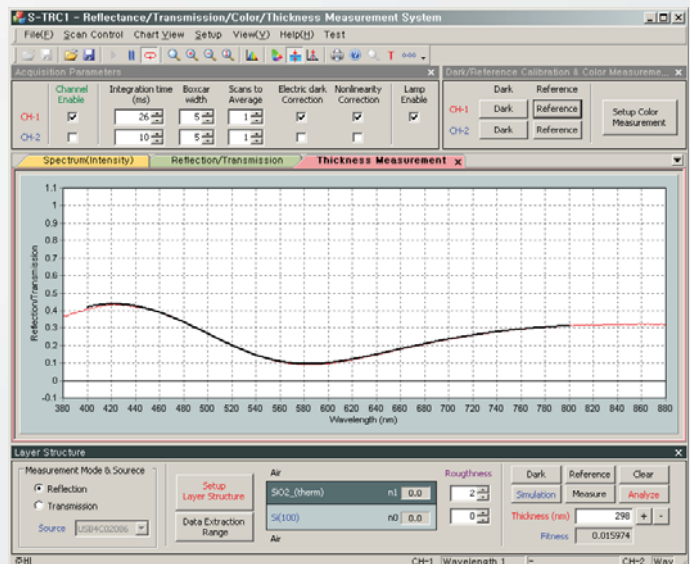 S-TRC1 - Reflectance/Transmission/Color/Thickness Measurement System
File(F) Scan Control Chart View Setup View(V) Help(H) Test
T
Acquisition Parameters x
Channel Enable Integration time (ms) Boxcar width Scans to Average Electric dark Correction Nonlinearity Correction Lamp Enable
CH-1 26 5 1
CH-2 10 5 1
Dark/Reference Calibration & Color Measureme... x
Dark Reference
CH-1 Dark Reference
CH-2 Dark Reference
Setup Color Measurement
Spectrum(Intensity) Reflection/Transmission Thickness Measurement x
Reflection/Transmission
1.1
1
0.9
0.8
0.7
0.6
0.5
0.4
0.3
0.2
0.1
0
-0.1
380 400 420 440 460 480 500 520 540 560 580 600 620 640 660 680 700 720 740 760 780 800 820 840 860 880
Wavelength (nm)
Layer Structure x
Measurement Mode & Sourece
Reflection
Transmission
Source USB4C02086
Setup Layer Structure
Data Extraction Range
Air
SiO2_(therm) n1 0.0
Si(100) n0 0.0
Air
Rougthness
2
0
Dark Reference Clear
Simulation Measure Analyze
Thickness (nm) 298 + -
Fitness 0.015974
CH-1 Wavelength 1 |- CH-2 Wav